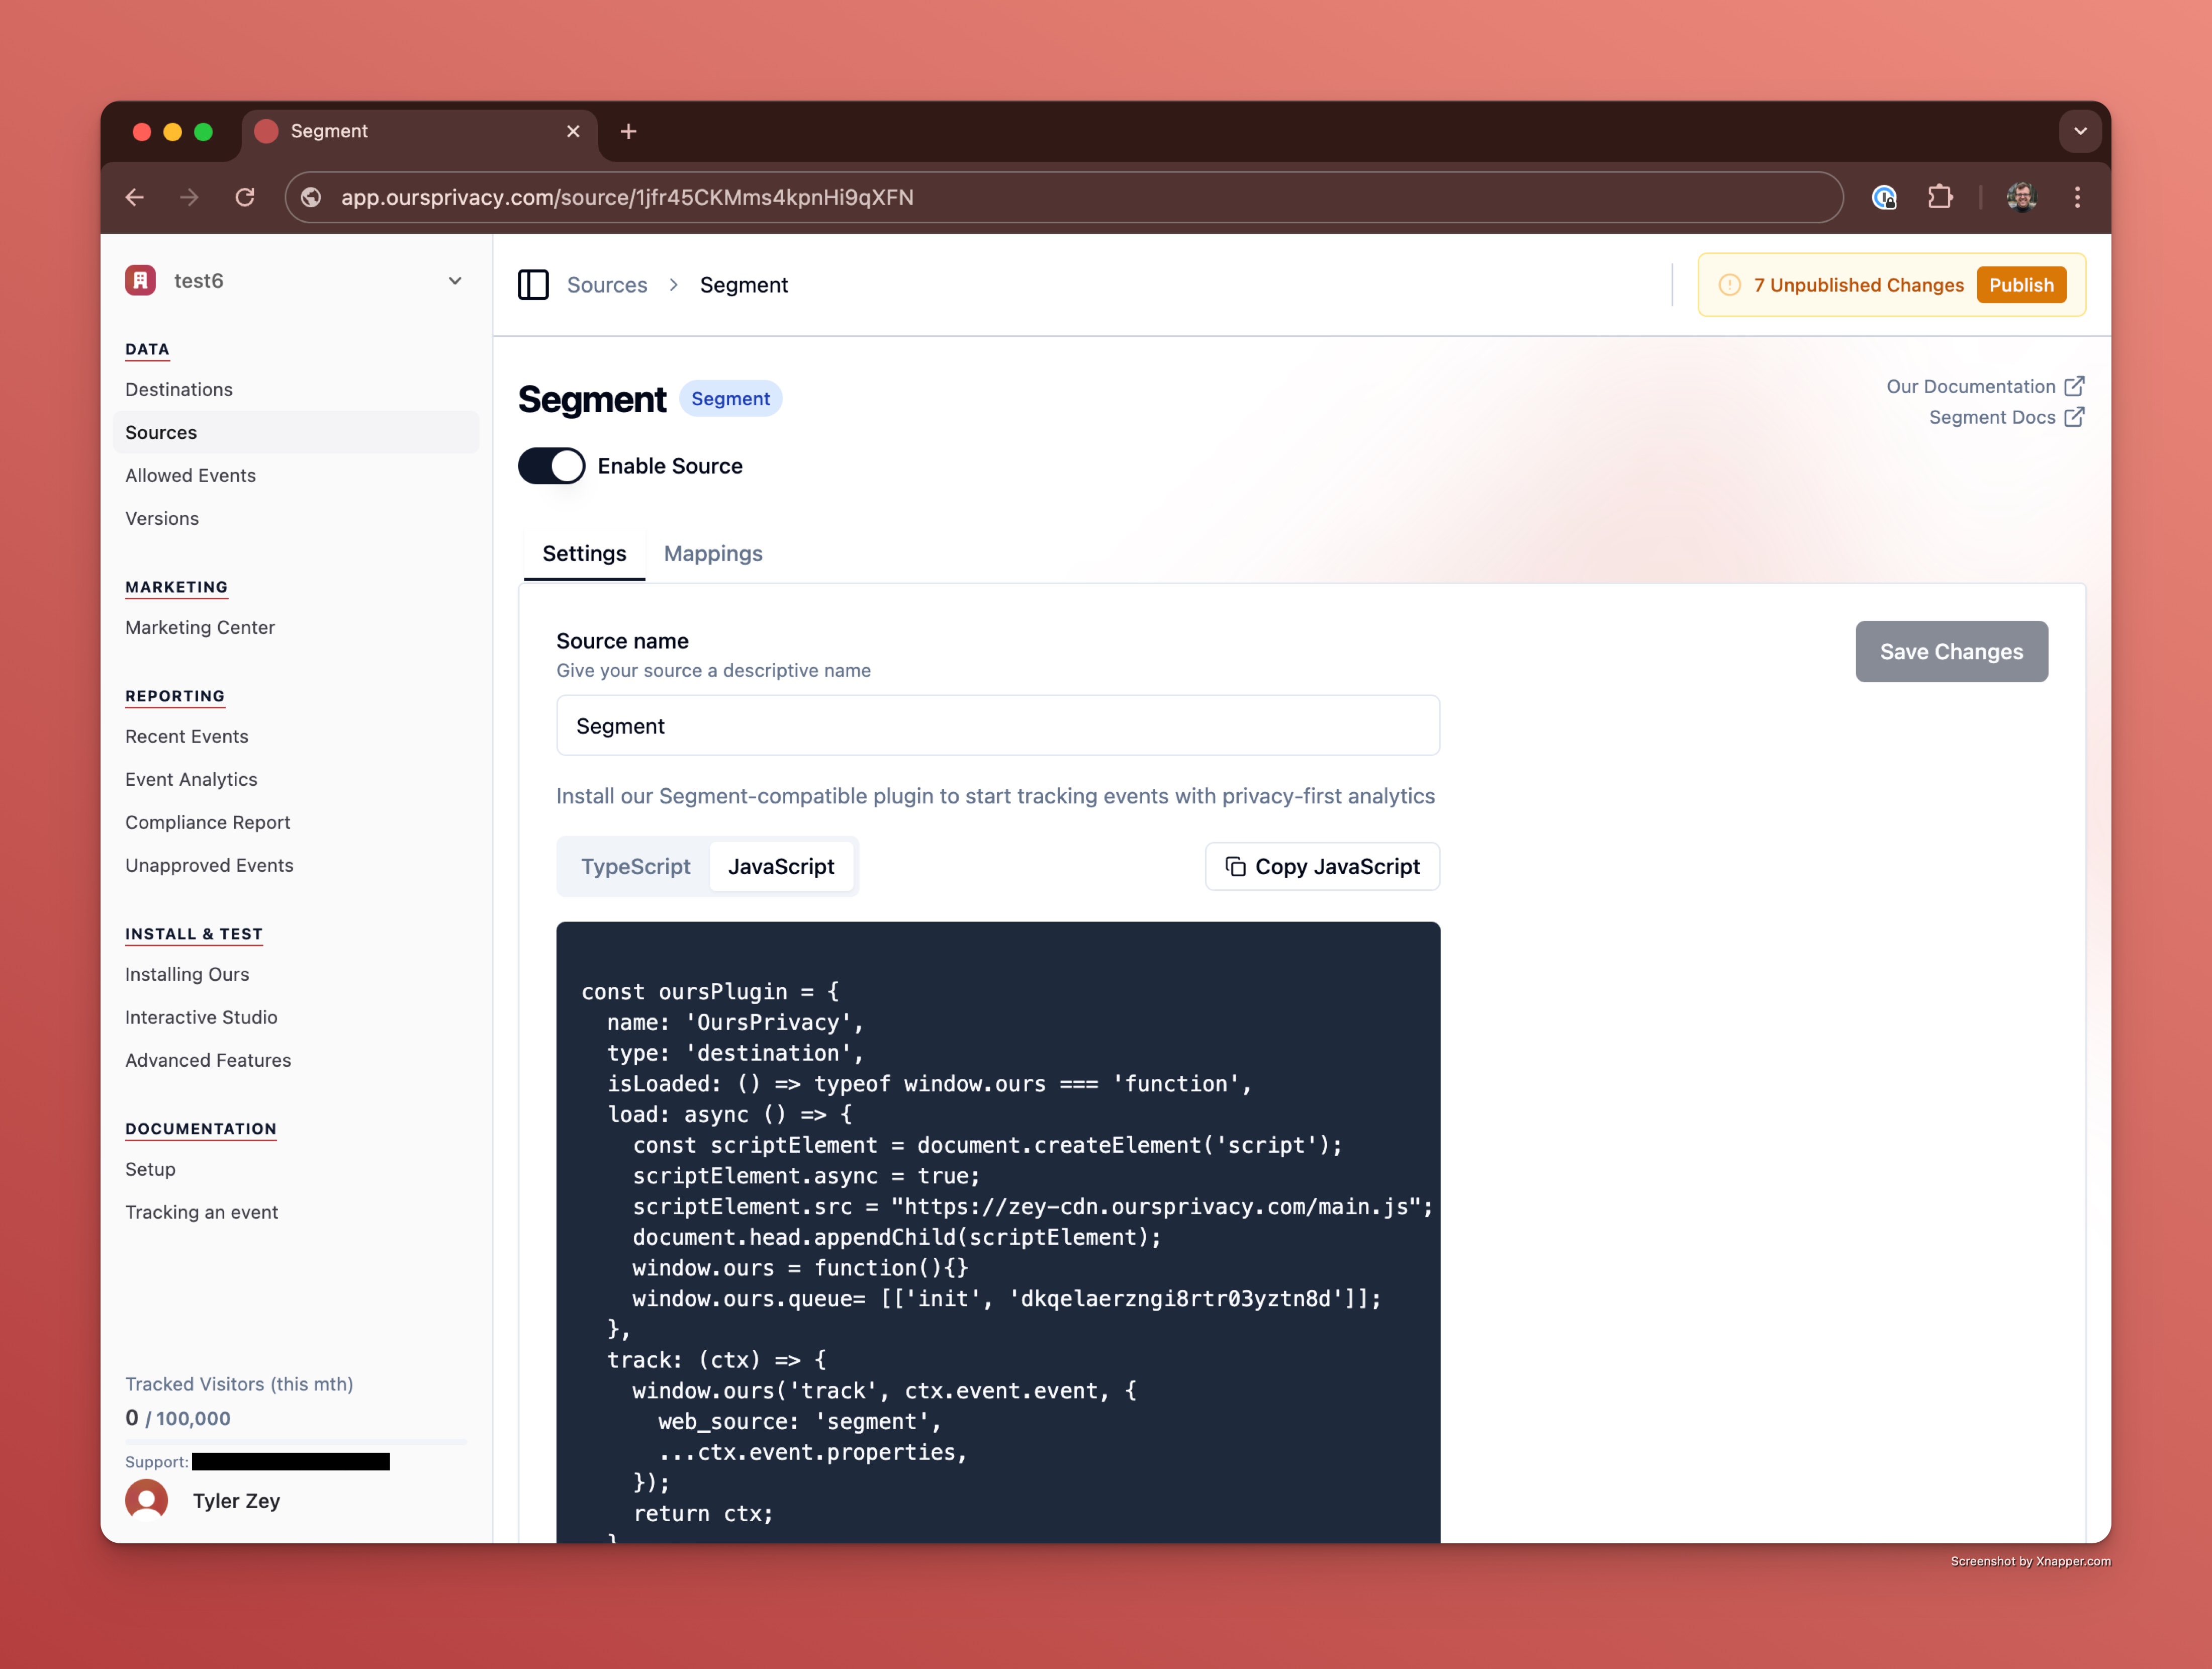 Segment
app.oursprivacy.com/source/1jfr45CKMms4kpnHi9qXFN
test6
DATA
Destinations
Sources
Allowed Events
Versions
MARKETING
Marketing Center
REPORTING
Recent Events
Event Analytics
Compliance Report
Unapproved Events
INSTALL & TEST
Installing Ours
Interactive Studio
Advanced Features
DOCUMENTATION
Setup
Tracking an event
Tracked Visitors (this mth)
0 / 100,000
Support:
Tyler Zey
Sources > Segment
7 Unpublished Changes Publish
Segment Segment
Our Documentation
Segment Docs
Enable Source
Settings Mappings
Source name
Give your source a descriptive name
Save Changes
Segment
Install our Segment-compatible plugin to start tracking events with privacy-first analytics
TypeScript JavaScript Copy JavaScript
const oursPlugin = {
name: 'OursPrivacy',
type: 'destination',
isLoaded: () => typeof window.ours === 'function',
load: async () => {
const scriptElement = document.createElement('script');
scriptElement.async = true;
scriptElement.src = "https://zey-cdn.oursprivacy.com/main.js";
document.head.appendChild(scriptElement);
window.ours = function(){}
window.ours.queue= [['init', 'dkqelaerzngi8rtr03yztn8d']];
},
track: (ctx) => {
window.ours('track', ctx.event.event, {
web_source: 'segment',
...ctx.event.properties,
});
return ctx;
}
Screenshot by Xnapper.com